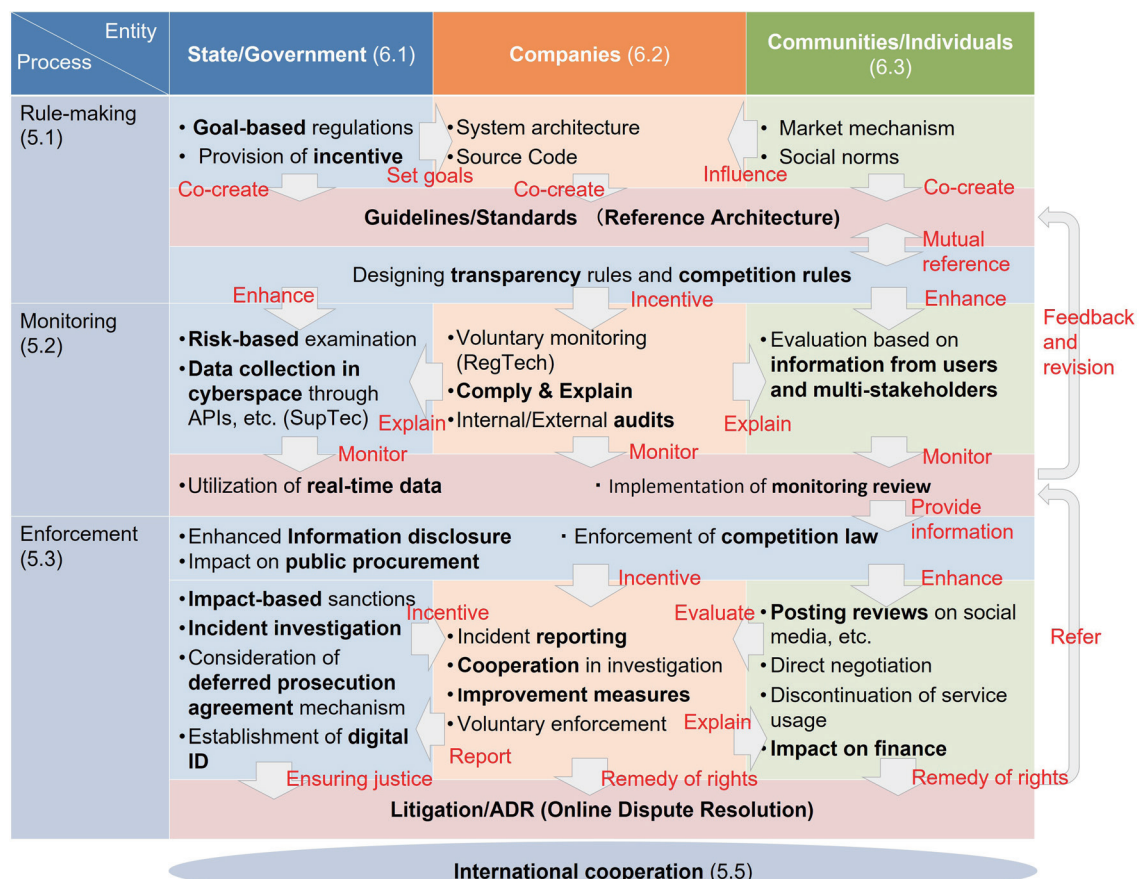 Entity
Process
State/Government (6.1)
Companies (6.2)
Communities/Individuals
(6.3)
Rule-making
(5.1)
• Goal-based regulations
• Provision of incentive
•System architecture
•Source Code
• Market mechanism
• Social norms
Set goals
Influence
Co-create
Co-create
Co-create
Guidelines/Standards （Reference Architecture)
Mutual
reference
Designing transparency rules and competition rules
Enhance
Incentive
Enhance
Monitoring
(5.2)
•Risk-based examination
•Data collection in
cyberspace through
APIs, etc. (SupTec)
•Voluntary monitoring
(RegTech)
•Comply & Explain
•Internal/External audits
•Evaluation based on
information from users
and multi-stakeholders
Explain
Explain
Monitor
Monitor
Monitor
Feedback
and
revision
•Utilization of real-time data
・Implementation of monitoring review
Provide
information
Enforcement
(5.3)
•Enhanced Information disclosure
•Impact on public procurement
・Enforcement of competition law
Incentive
Enhance
•Impact-based sanctions
•Incident investigation
•Consideration of
deferred prosecution
agreement mechanism
•Establishment of digital
ID
Incentive
•Incident reporting
•Cooperation in investigation
•Improvement measures
•Voluntary enforcement
Evaluate
•Posting reviews on social
media, etc.
•Direct negotiation
•Discontinuation of service
usage
•Impact on finance
Report
Explain
Refer
Ensuring justice
Remedy of rights
Remedy of rights
Litigation/ADR (Online Dispute Resolution)
International cooperation (5.5)